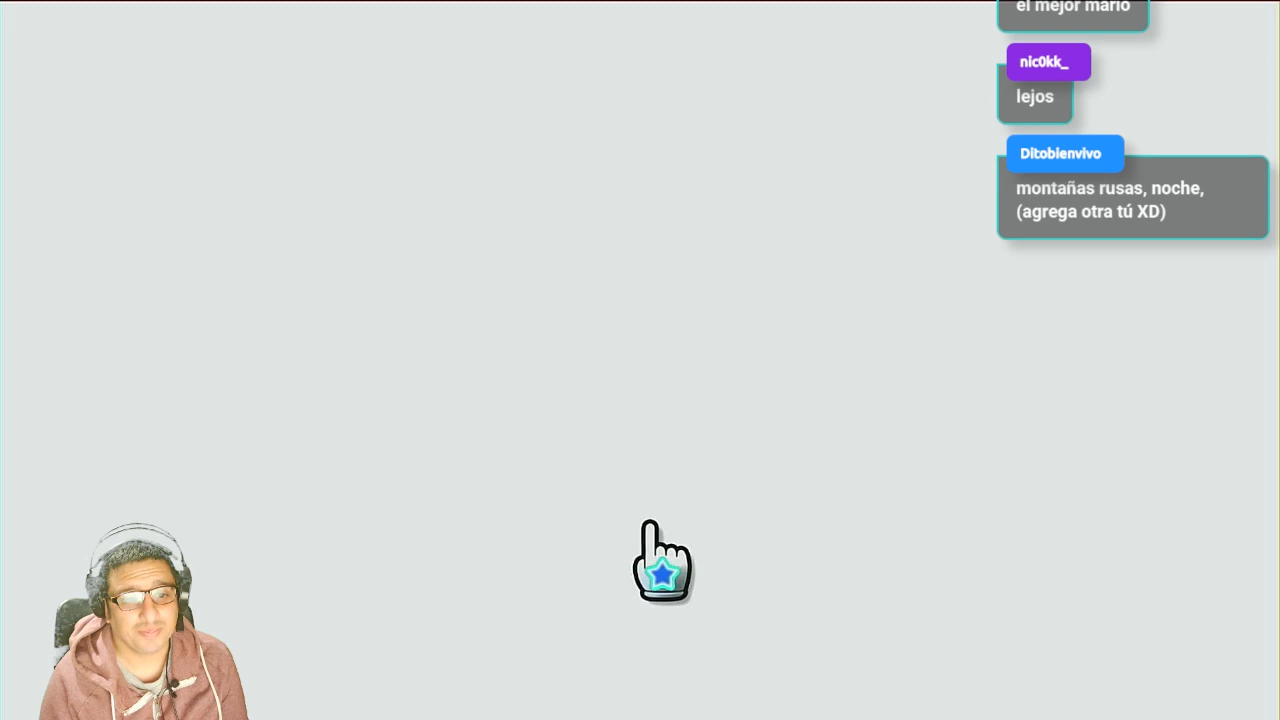 el mejor mario
nic0kk_
lejos
Ditobienvivo
montañas rusas, noche,
(agrega otra tú XD)